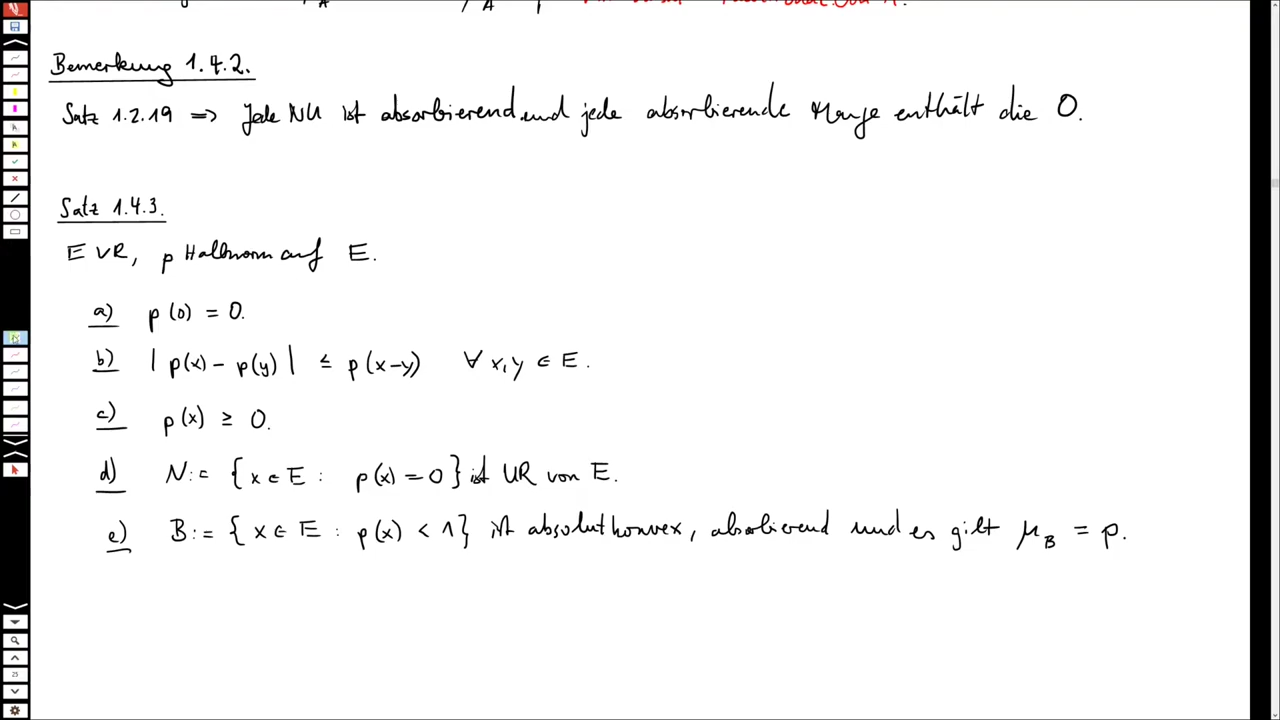 Bemerkung 1.4.2.
Satz 1.2.19 => Jede NU ist absorbierend und jede absorbierende Menge enthält die 0.
Satz 1.4.3.
E VR, p Halbnorm auf E.
a) p(0) = 0.
b) | p(x) - p(y) | ≤ p(x-y) ∀ x,y ∈ E.
c) p(x) ≥ 0.
d) N := { x ∈ E : p(x) = 0 } ist UR von E.
e) B := { x ∈ E : p(x) < 1 } ist absolutkonvex, absorbierend und es gilt μ_B = p.